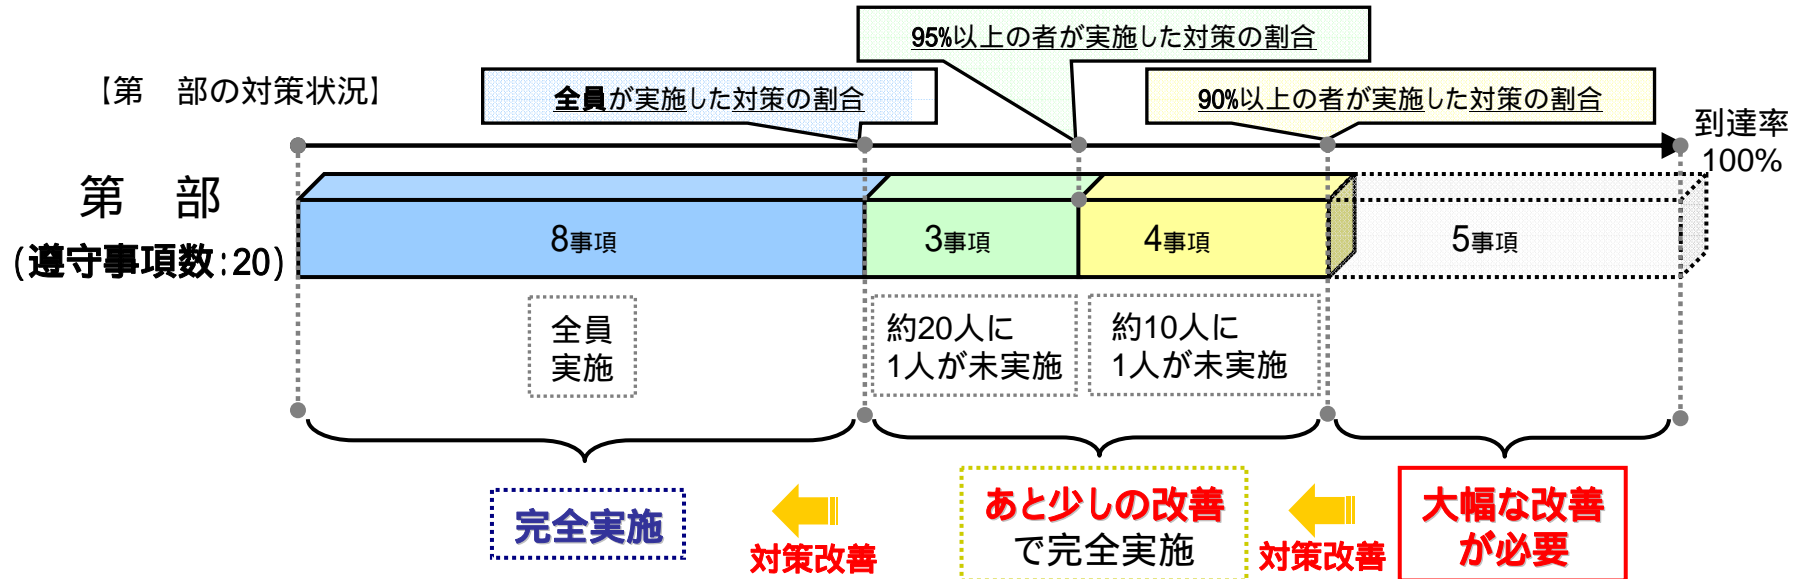 95%以上の者が実施した対策の割合
【第　部の対策状況】
全員が実施した対策の割合
90%以上の者が実施した対策の割合
到達率
100%
第　部
(遵守事項数:20)
8事項
3事項
4事項
5事項
全員
実施
約20人に
1人が未実施
約10人に
1人が未実施
完全実施
対策改善
あと少しの改善
で完全実施
対策改善
大幅な改善
が必要